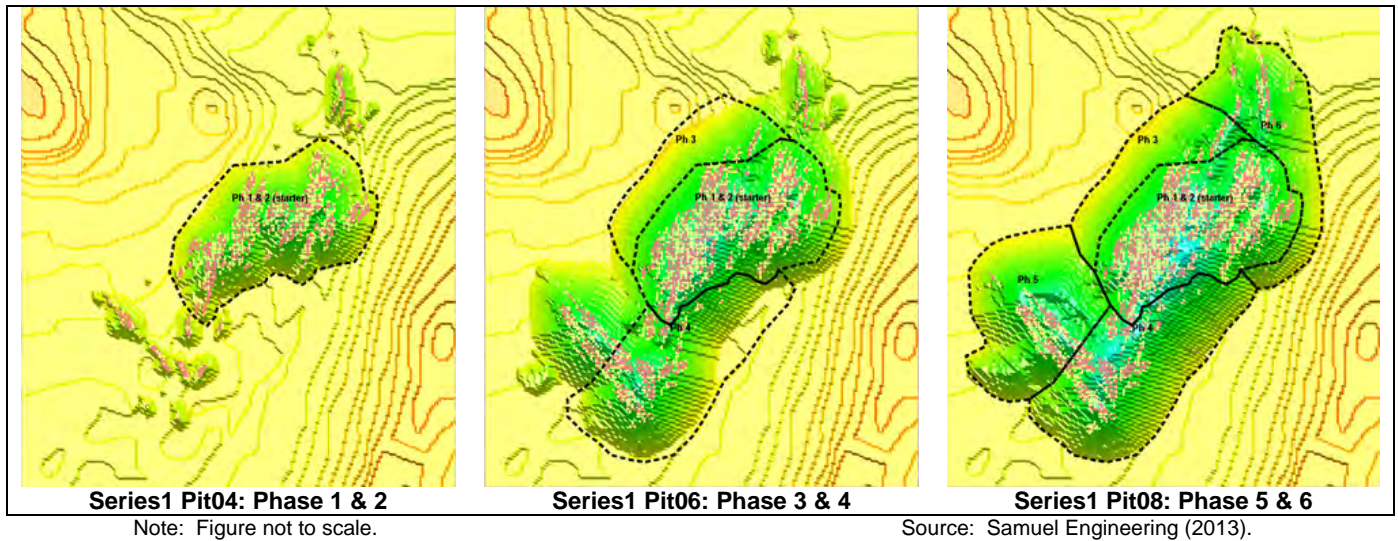 Ph 1 & 2 (starter)
Series1 Pit04: Phase 1 & 2
Ph 3
Ph 1 & 2 (starter)
Ph 4
Series1 Pit06: Phase 3 & 4
Ph 3
Ph 6
Ph 1 & 2 (starter)
Ph 5
Ph 4
Series1 Pit08: Phase 5 & 6
Note: Figure not to scale.
Source: Samuel Engineering (2013).